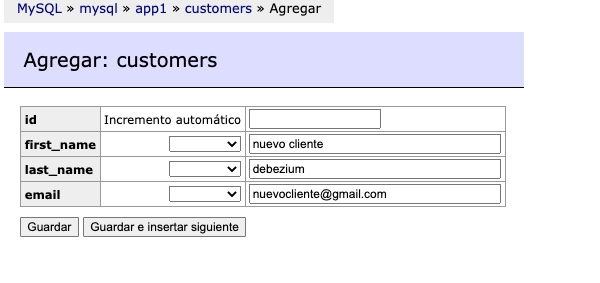 MySQL » mysql » app1 » customers » Agregar
Agregar: customers
id Incremento automático
first_name nuevo cliente
last_name debezium
email nuevocliente@gmail.com
Guardar Guardar e insertar siguiente